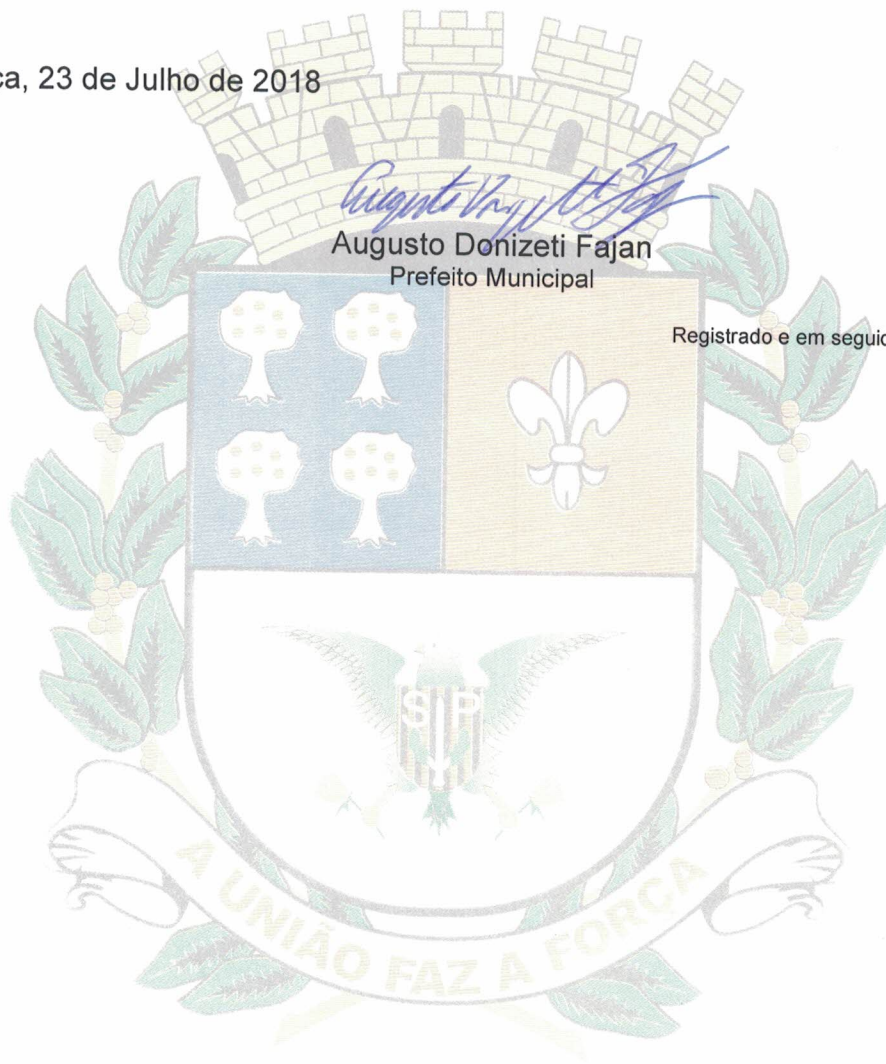 ca, 23 de Julho de 2018
Augusto Donizeti Fajan
Prefeito Municipal
Registrado e em seguid
S P
A UNIÃO FAZ A FORÇA